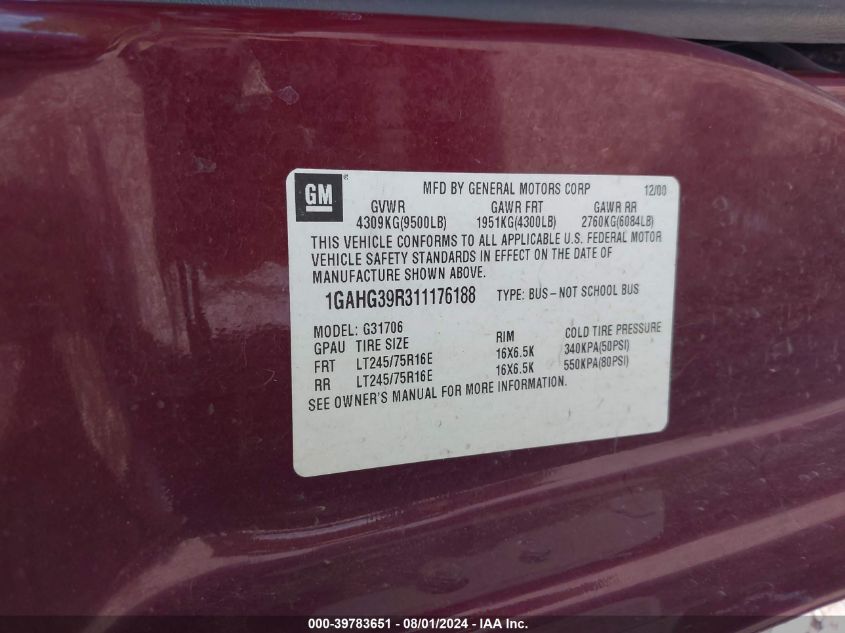 GM ® MFD BY GENERAL MOTORS CORP 12/00
GVWR GAWR FRT GAWR RR
4309KG(9500LB) 1951KG(4300LB) 2760KG(6084LB)
THIS VEHICLE CONFORMS TO ALL APPLICABLE U.S. FEDERAL MOTOR
VEHICLE SAFETY STANDARDS IN EFFECT ON THE DATE OF
MANUFACTURE SHOWN ABOVE.
1GAHG39R311176188 TYPE: BUS-NOT SCHOOL BUS
MODEL: G31706
GPAU TIRE SIZE RIM COLD TIRE PRESSURE
FRT LT245/75R16E 16X6.5K 340KPA(50PSI)
RR LT245/75R16E 16X6.5K 550KPA(80PSI)
SEE OWNER'S MANUAL FOR MORE INFORMATION.
000-39783651 - 08/01/2024 - IAA Inc.